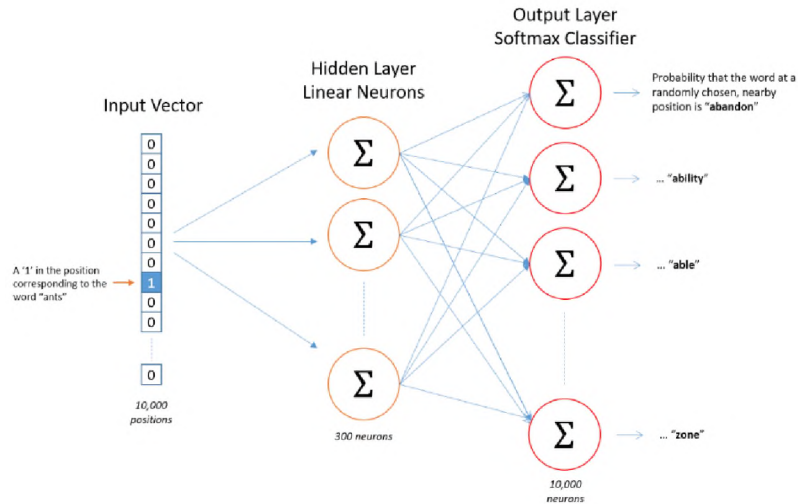 Output Layer
Softmax Classifier
Hidden Layer
Linear Neurons
Input Vector
0
0
0
0
0
0
0
1
0
0
0
A ‘1’ in the position
corresponding to the
word “ants”
10,000
positions
Σ
Σ
Σ
300 neurons
Σ
Σ
Σ
Σ
10,000
neurons
Probability that the word at a
randomly chosen, nearby
position is “abandon”
... “ability”
... “able”
... “zone”